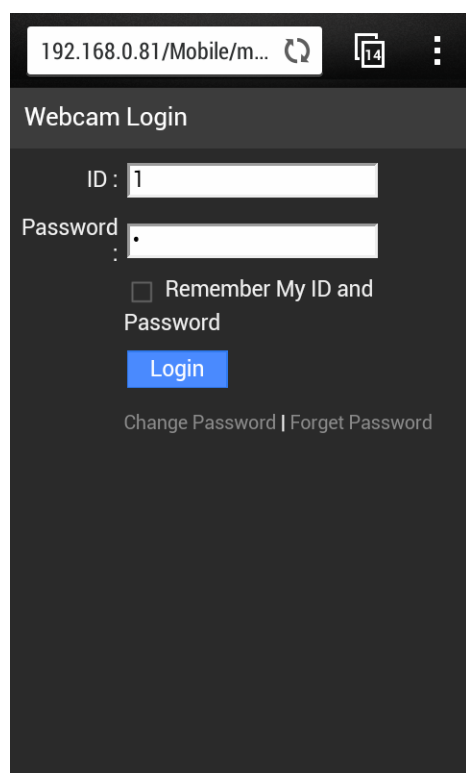 192.168.0.81/Mobile/m...
14
Webcam Login
ID : 1
Password
: •
Remember My ID and
Password
Login
Change Password | Forget Password